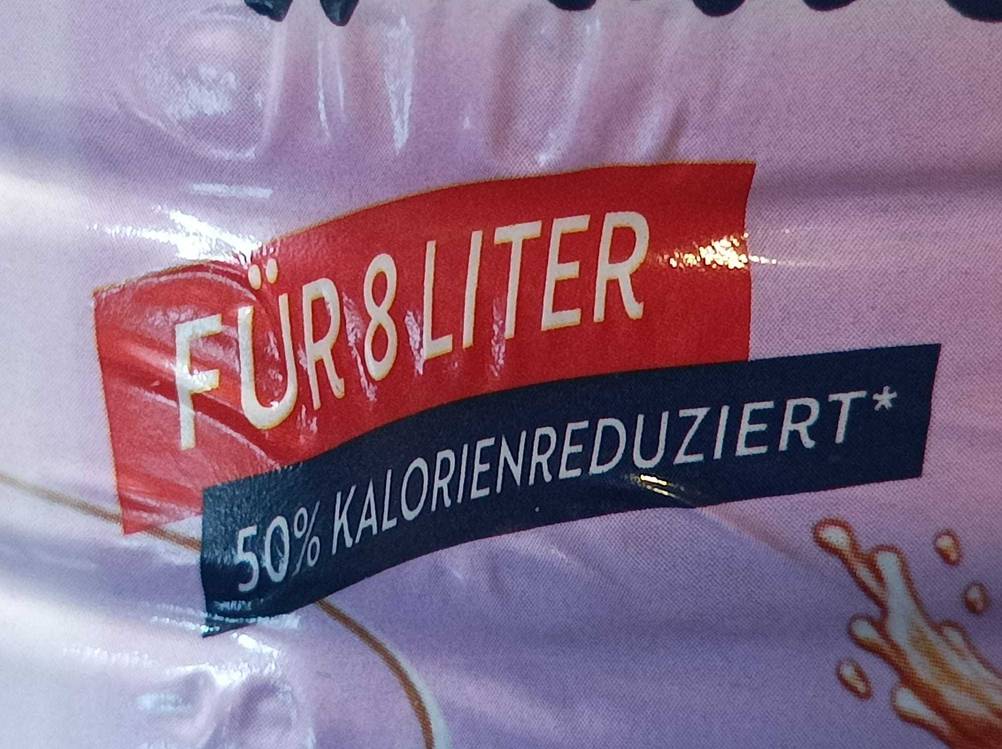 FÜR 8 LITER
50% KALORIENREDUZIERT*